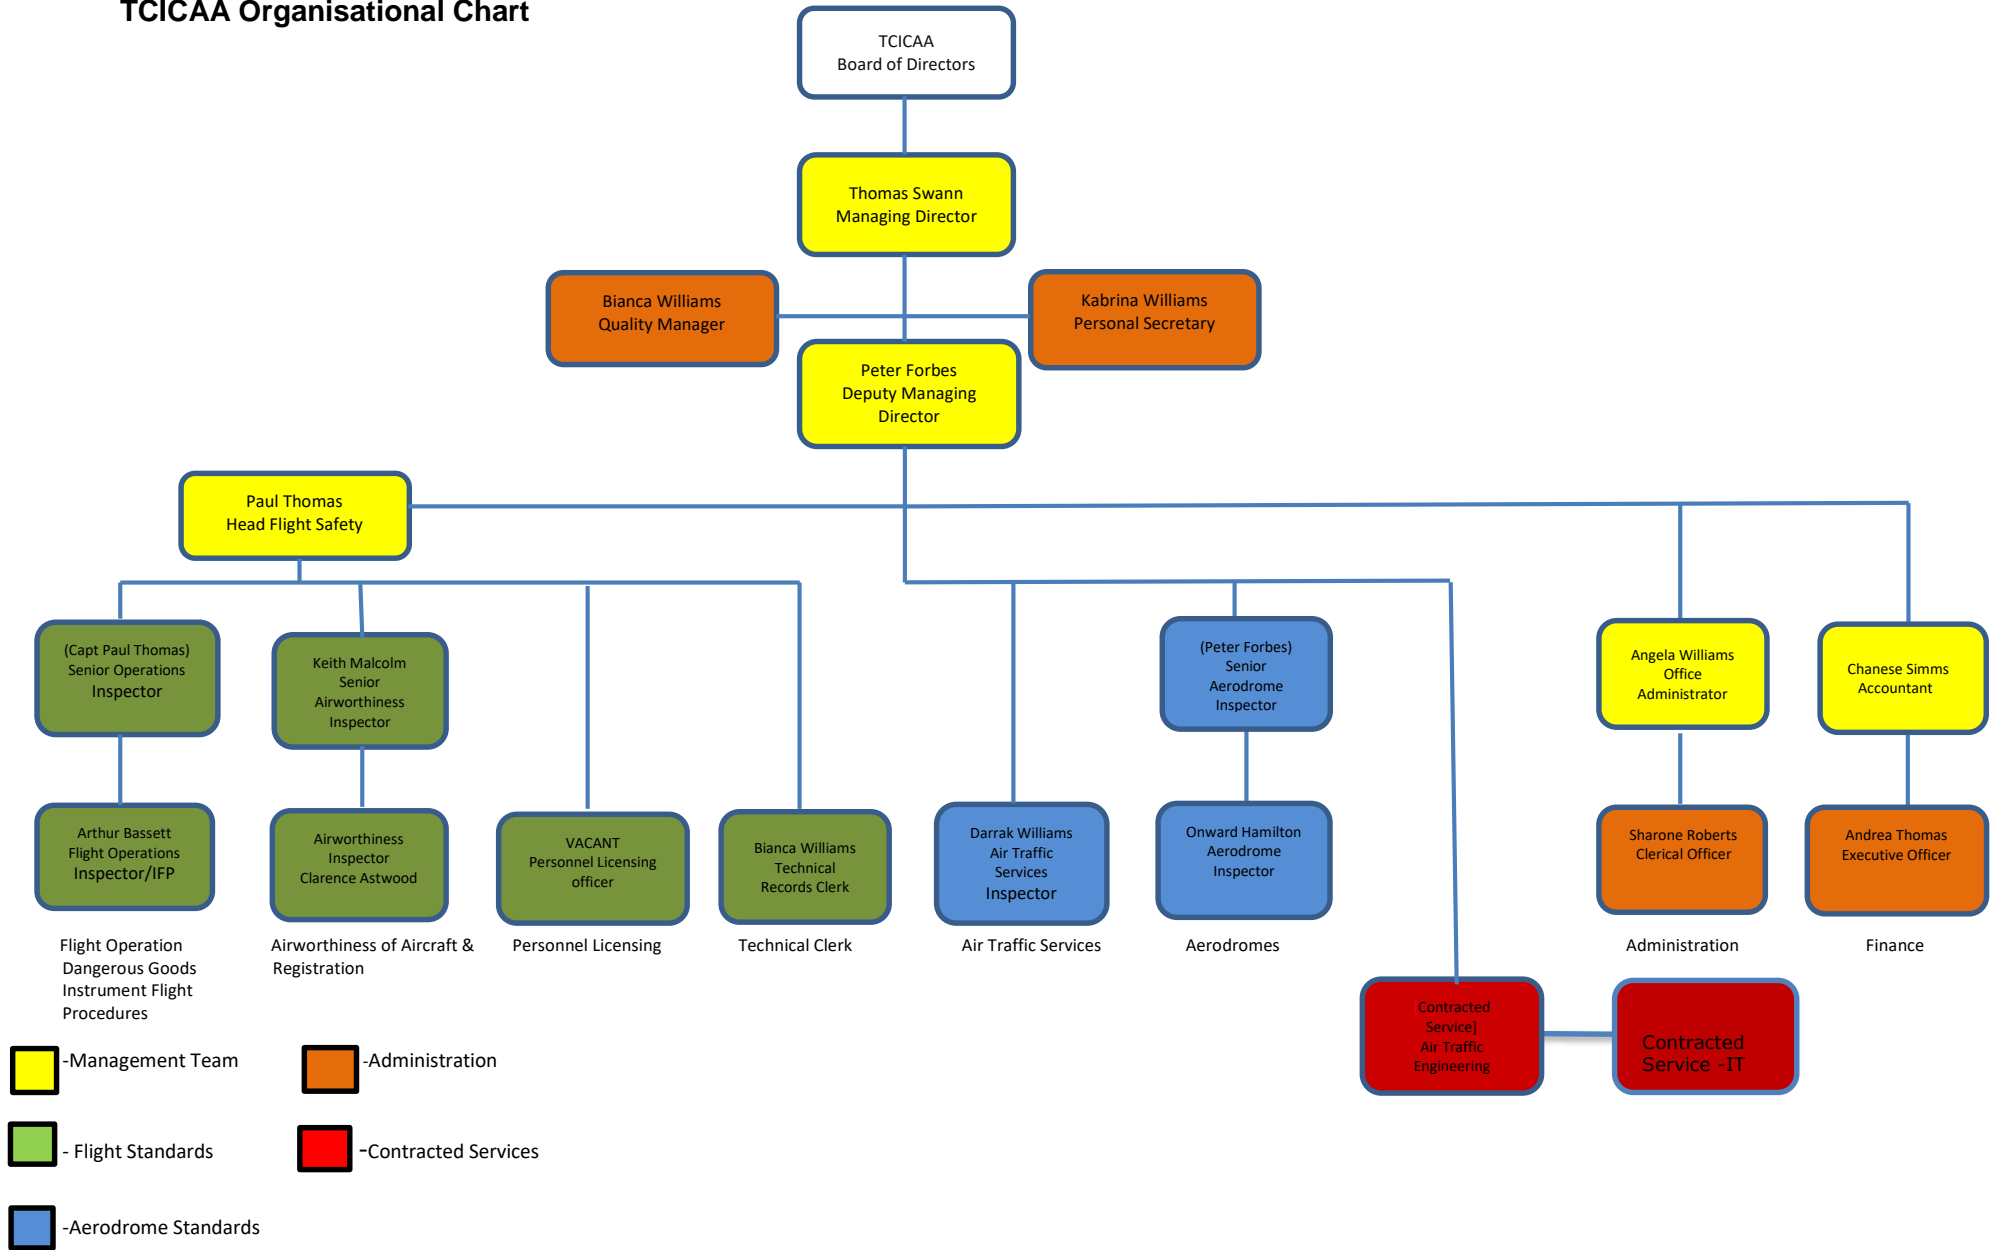 TCICAA Organisational Chart
TCICAA
Board of Directors
Thomas Swann
Managing Director
Bianca Williams
Quality Manager
Kabrina Williams
Personal Secretary
Peter Forbes
Deputy Managing
Director
Paul Thomas
Head Flight Safety
(Capt Paul Thomas)
Senior Operations
Inspector
Keith Malcolm
Senior
Airworthiness
Inspector
(Peter Forbes)
Senior
Aerodrome
Inspector
Angela Williams
Office
Administrator
Chanese Simms
Accountant
Arthur Bassett
Flight Operations
Inspector/IFP
Airworthiness
Inspector
Clarence Astwood
VACANT
Personnel Licensing
officer
Bianca Williams
Technical
Records Clerk
Darrak Williams
Air Traffic
Services
Inspector
Onward Hamilton
Aerodrome
Inspector
Sharone Roberts
Clerical Officer
Andrea Thomas
Executive Officer
Flight Operation
Dangerous Goods
Instrument Flight
Procedures
Airworthiness of Aircraft &
Registration
Personnel Licensing
Technical Clerk
Air Traffic Services
Aerodromes
Administration
Finance
Contracted
Service|
Air Traffic
Engineering
Contracted
Service -IT
-Management Team
-Administration
- Flight Standards
-Contracted Services
-Aerodrome Standards